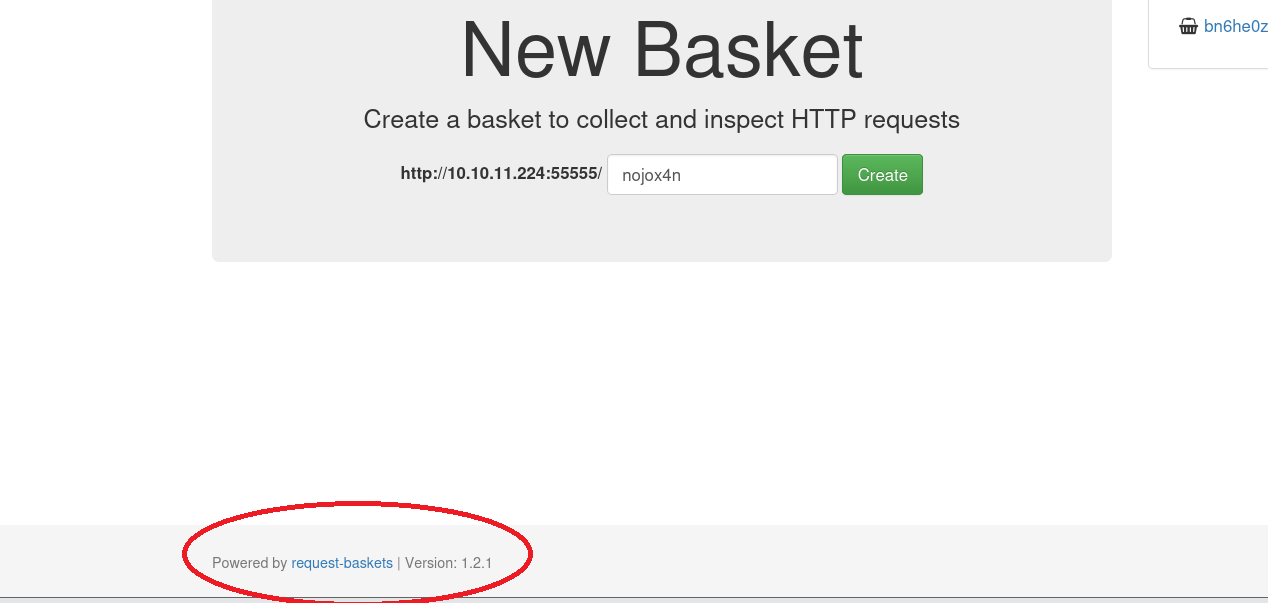 New Basket
Create a basket to collect and inspect HTTP requests
http://10.10.11.224:55555/ nojox4n Create
bn6he0z
Powered by request-baskets | Version: 1.2.1